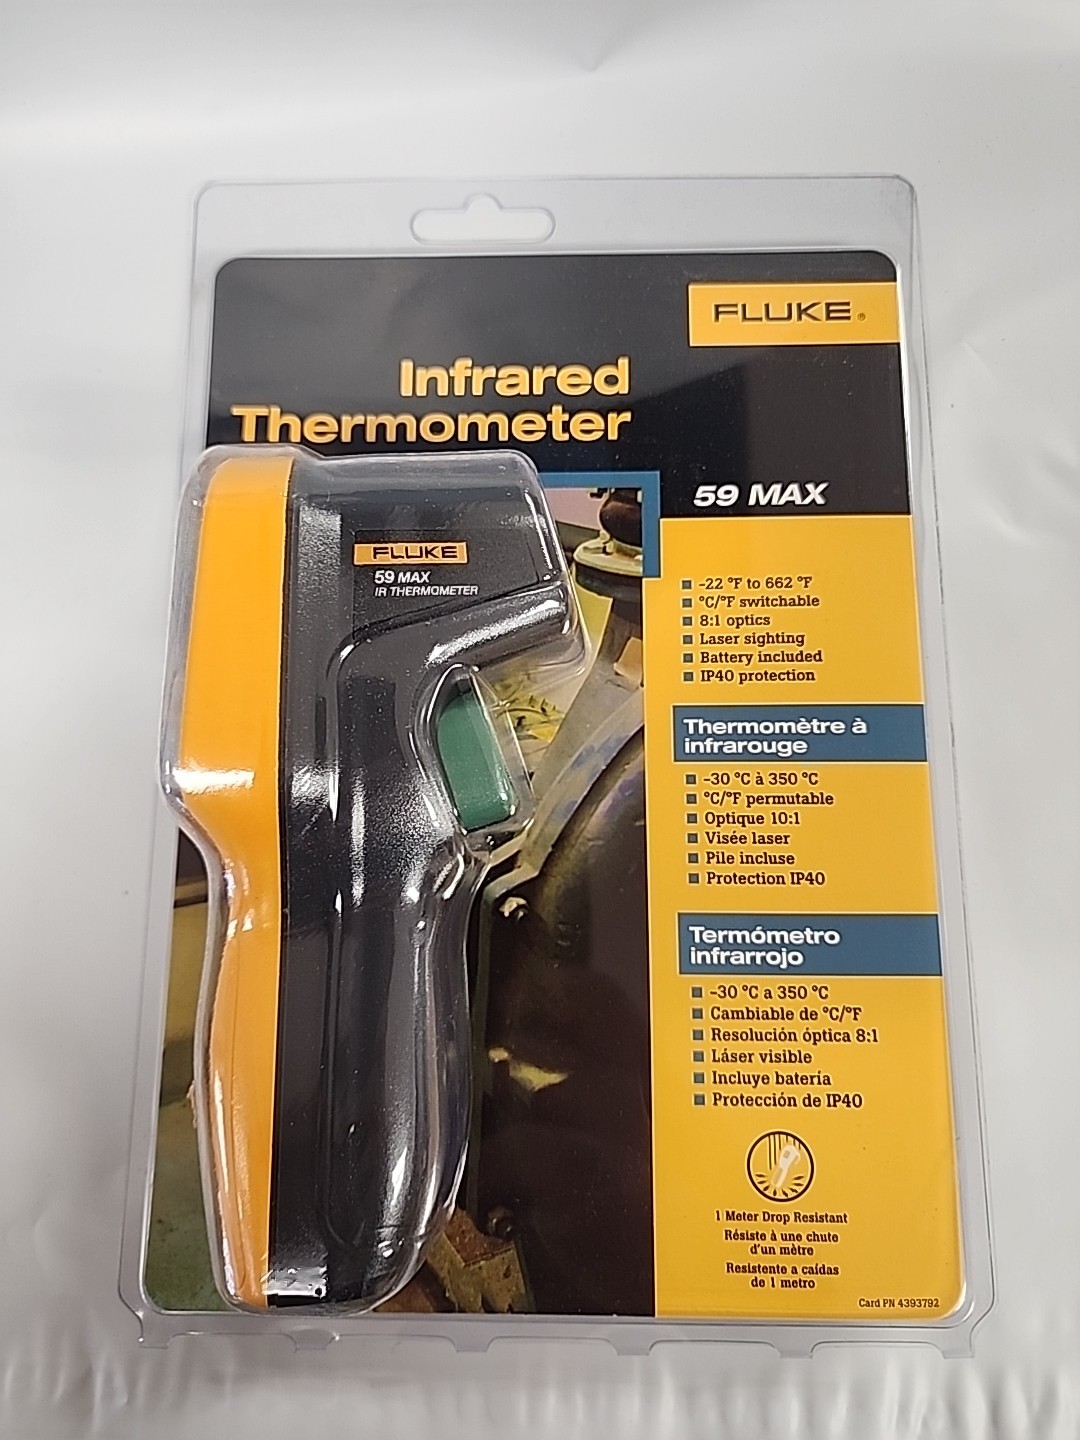 FLUKE®
Infrared
Thermometer
59 MAX
FLUKE
59 MAX
IR THERMOMETER
-22 °F to 662 °F
°C/°F switchable
8:1 optics
Laser sighting
Battery included
IP40 protection
Thermomètre à
infrarouge
-30 °C à 350 °C
°C/°F permutable
Optique 10:1
Visée laser
Pile incluse
Protection IP40
Termómetro
infrarrojo
-30 °C a 350 °C
Cambiable de °C/°F
Resolución óptica 8:1
Láser visible
Incluye batería
Protección de IP40
1 Meter Drop Resistant
Résiste à une chute
d'un mètre
Resistente a caídas
de 1 metro
Card PN 4393792